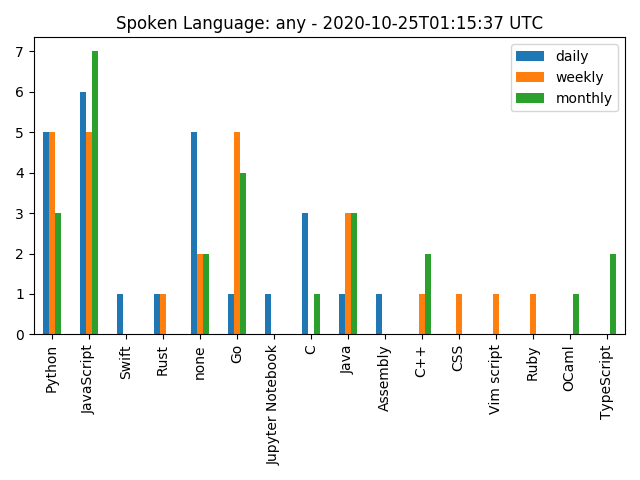 Spoken Language: any - 2020-10-25T01:15:37 UTC
daily
weekly
monthly
7
6
5
4
3
2
1
0
Python
JavaScript
Swift
Rust
none
Go
Jupyter Notebook
C
Java
Assembly
C++
CSS
Vim script
Ruby
OCaml
TypeScript